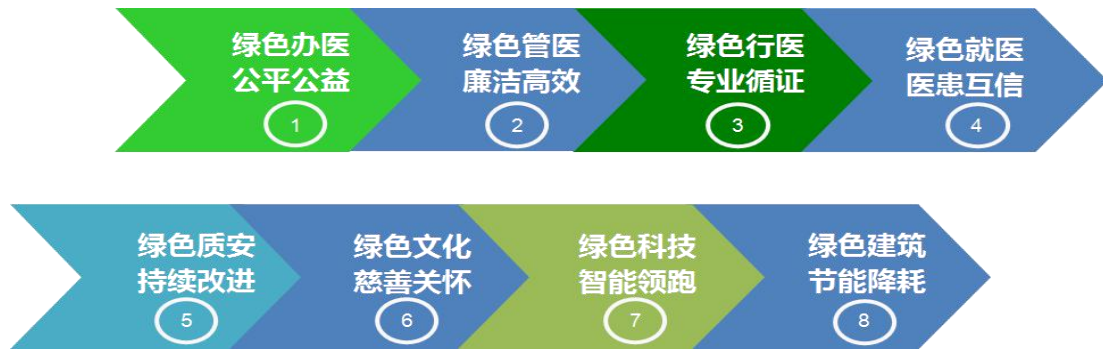 绿色办医
公平公益
1
绿色管医
廉洁高效
2
绿色行医
专业循证
3
绿色就医
医患互信
4
绿色质安
持续改进
5
绿色文化
慈善关怀
6
绿色科技
智能领跑
7
绿色建筑
节能降耗
8